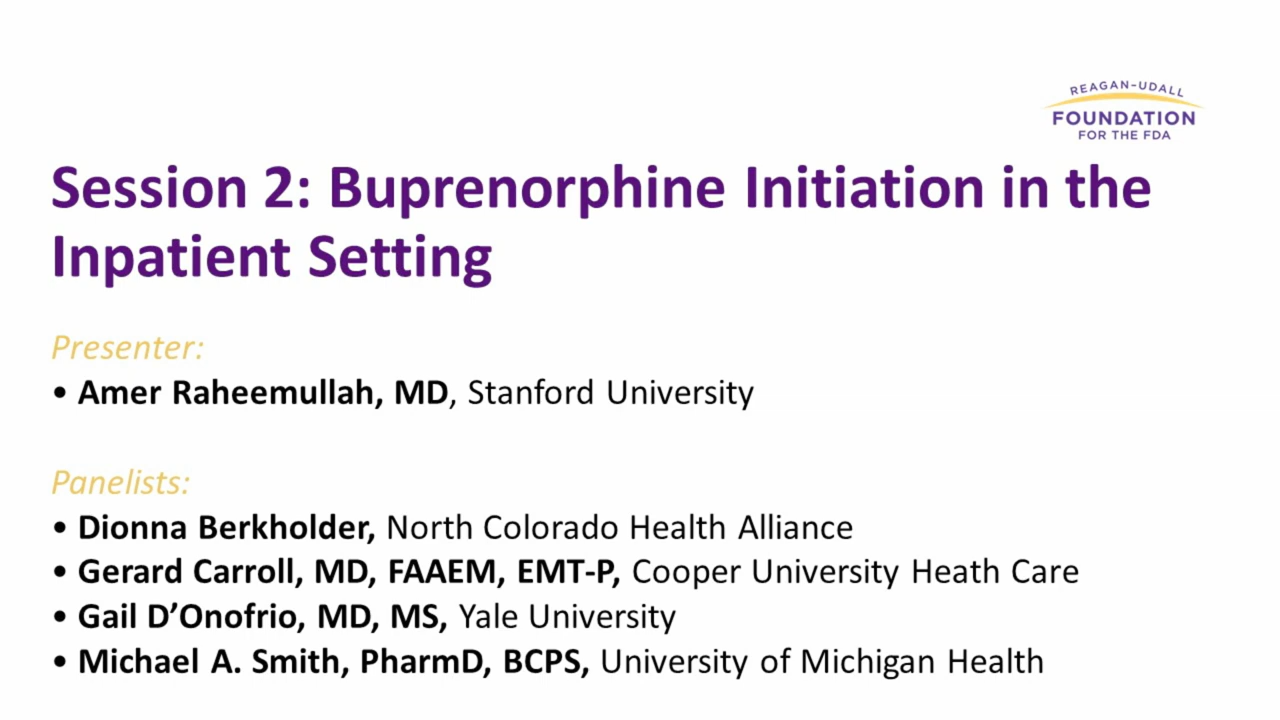 REAGAN-UDALL
FOUNDATION
FOR THE FDA
Session 2: Buprenorphine Initiation in the
Inpatient Setting
Presenter:
• Amer Raheemullah, MD, Stanford University
Panelists:
• Dionna Berkholder, North Colorado Health Alliance
• Gerard Carroll, MD, FAAEM, EMT-P, Cooper University Heath Care
• Gail D’Onofrio, MD, MS, Yale University
• Michael A. Smith, PharmD, BCPS, University of Michigan Health